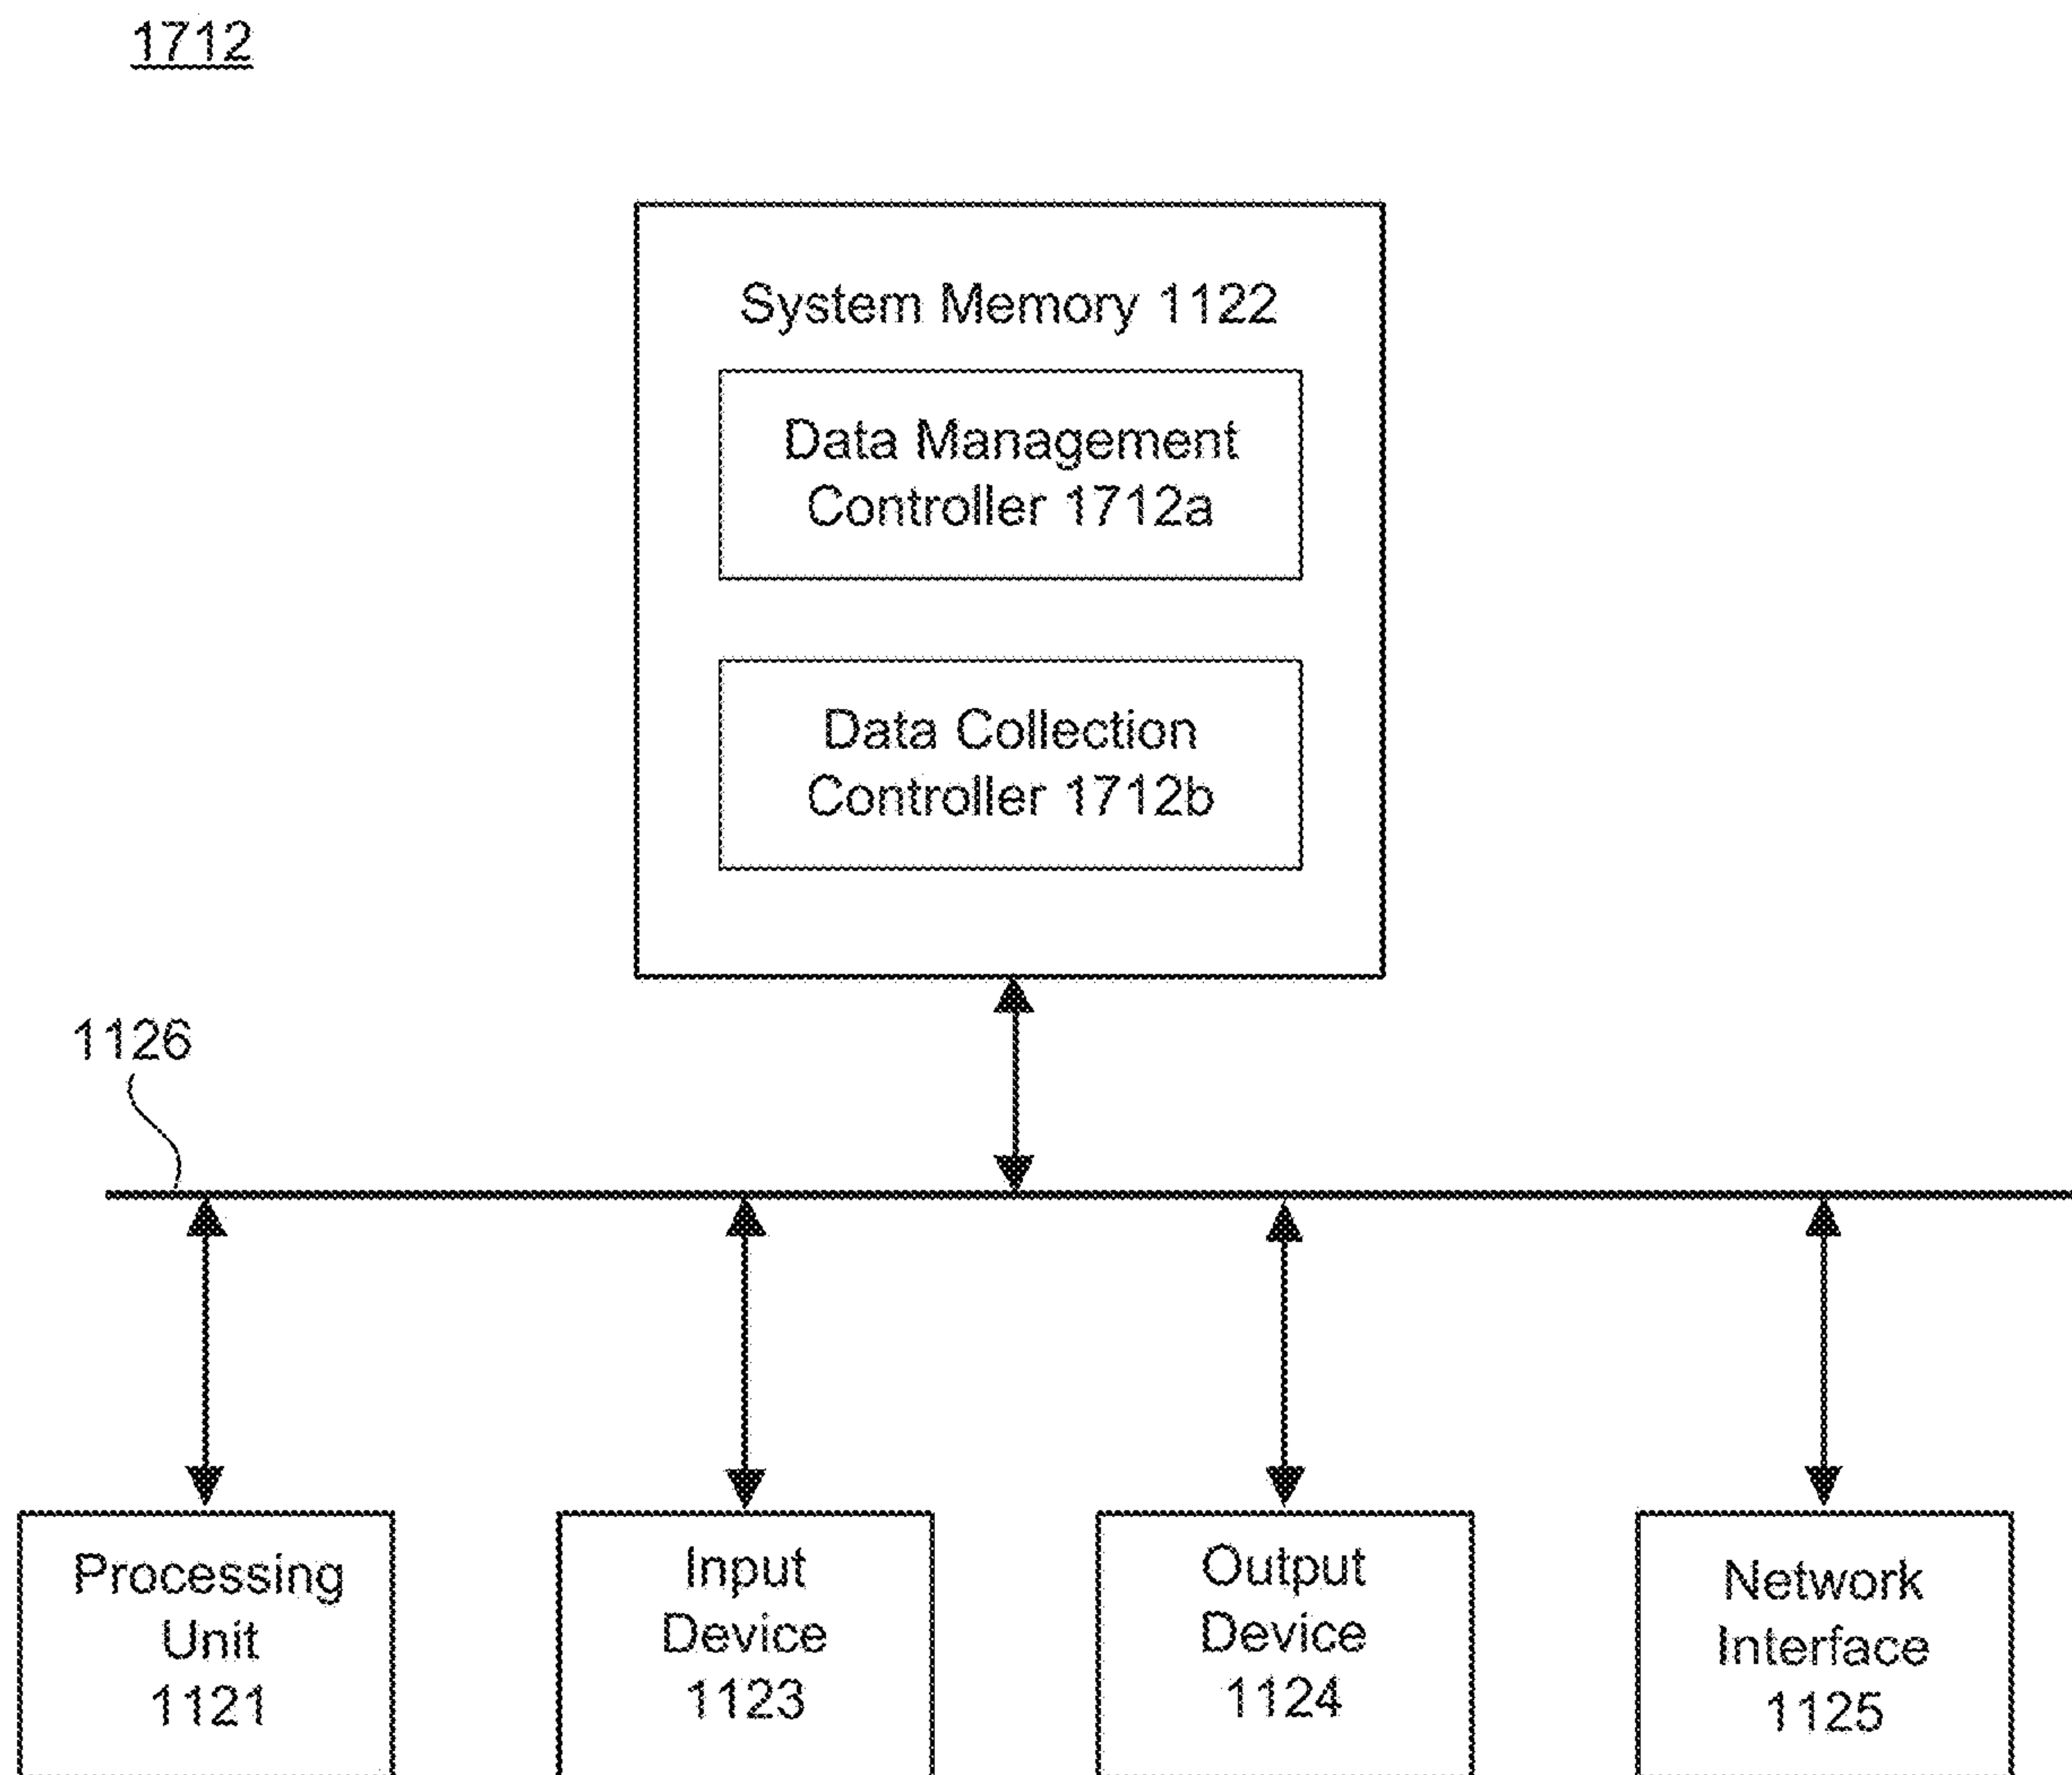 1712
System Memory 1122
Data Management
Controller 1712a
Data Collection
Controller 1712b
1126
Processing
Unit
1121
Input
Device
1123
Output
Device
1124
Network
Interface
1125